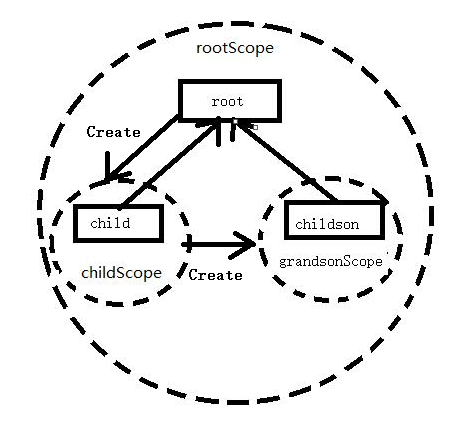 rootScope
root
Create
child
childson
childScope
grandsonScope
Create